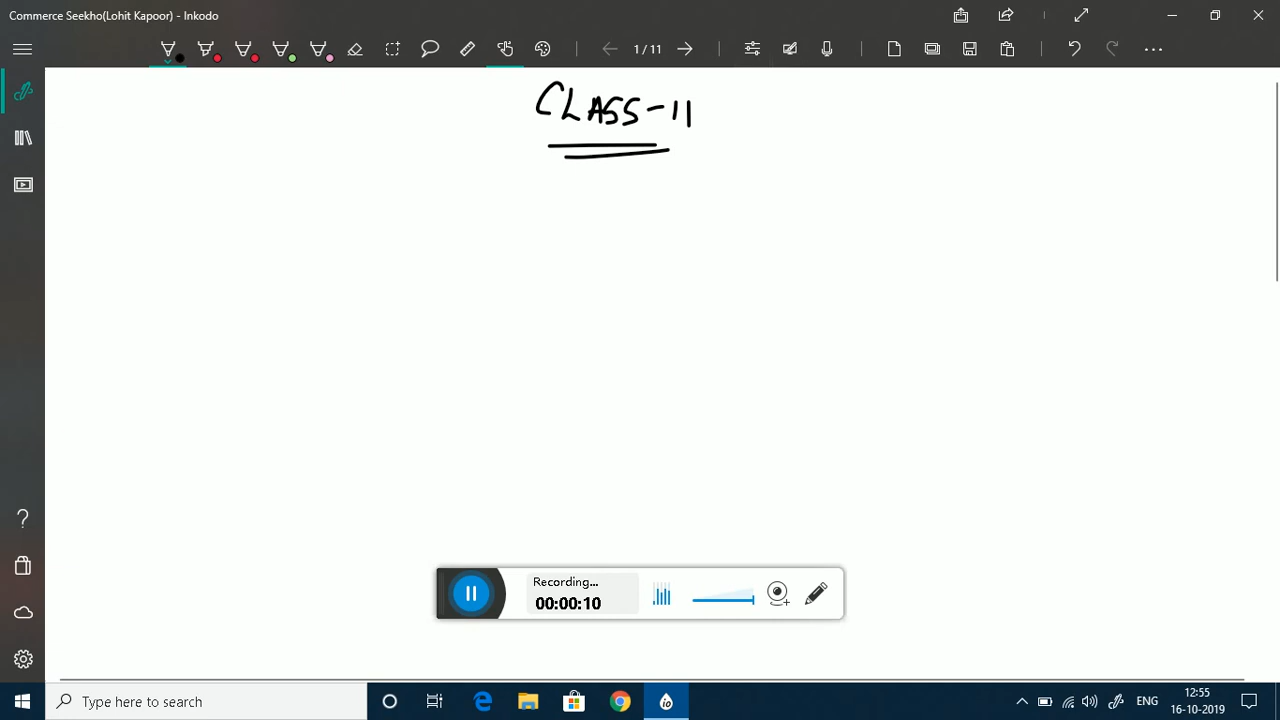 Commerce Seekho(Lohit Kapoor) - Inkodo
1 / 11
CLASS-11
Recording...
00:00:10
Type here to search
io
ENG
12:55
16-10-2019